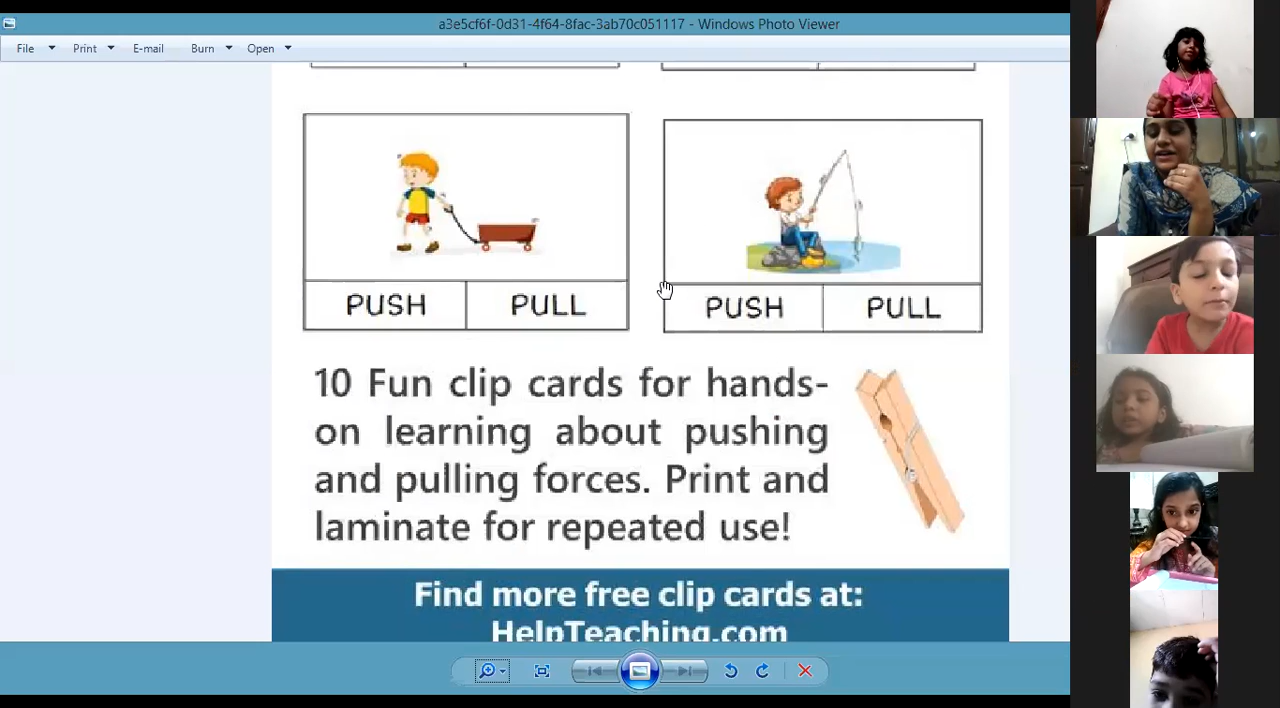 a3e5cf6f-0d31-4f64-8fac-3ab70c051117 - Windows Photo Viewer
File Print E-mail Burn Open
PUSH PULL
PUSH PULL
10 Fun clip cards for hands-
on learning about pushing
and pulling forces. Print and
laminate for repeated use!
Find more free clip cards at:
HelpTeaching.com